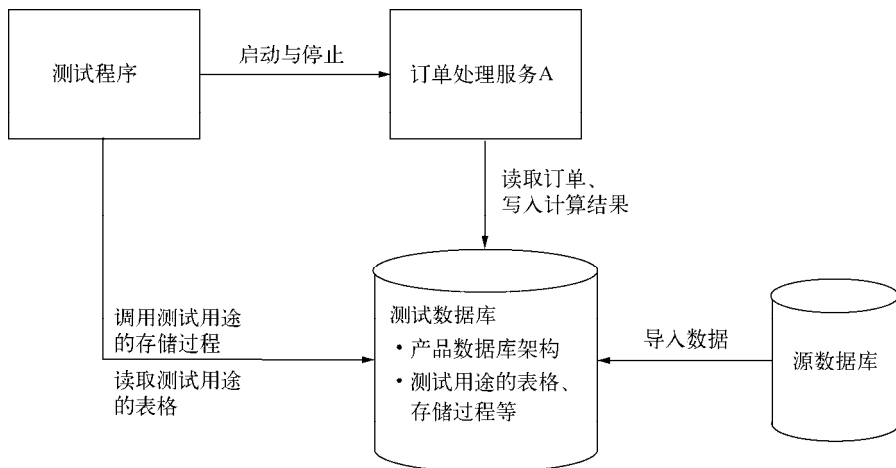 测试程序
启动与停止
订单处理服务A
读取订单、
写入计算结果
调用测试用途
的存储过程
读取测试用途
的表格
测试数据库
·产品数据库架构
·测试用途的表格、
存储过程等
导入数据
源数据库